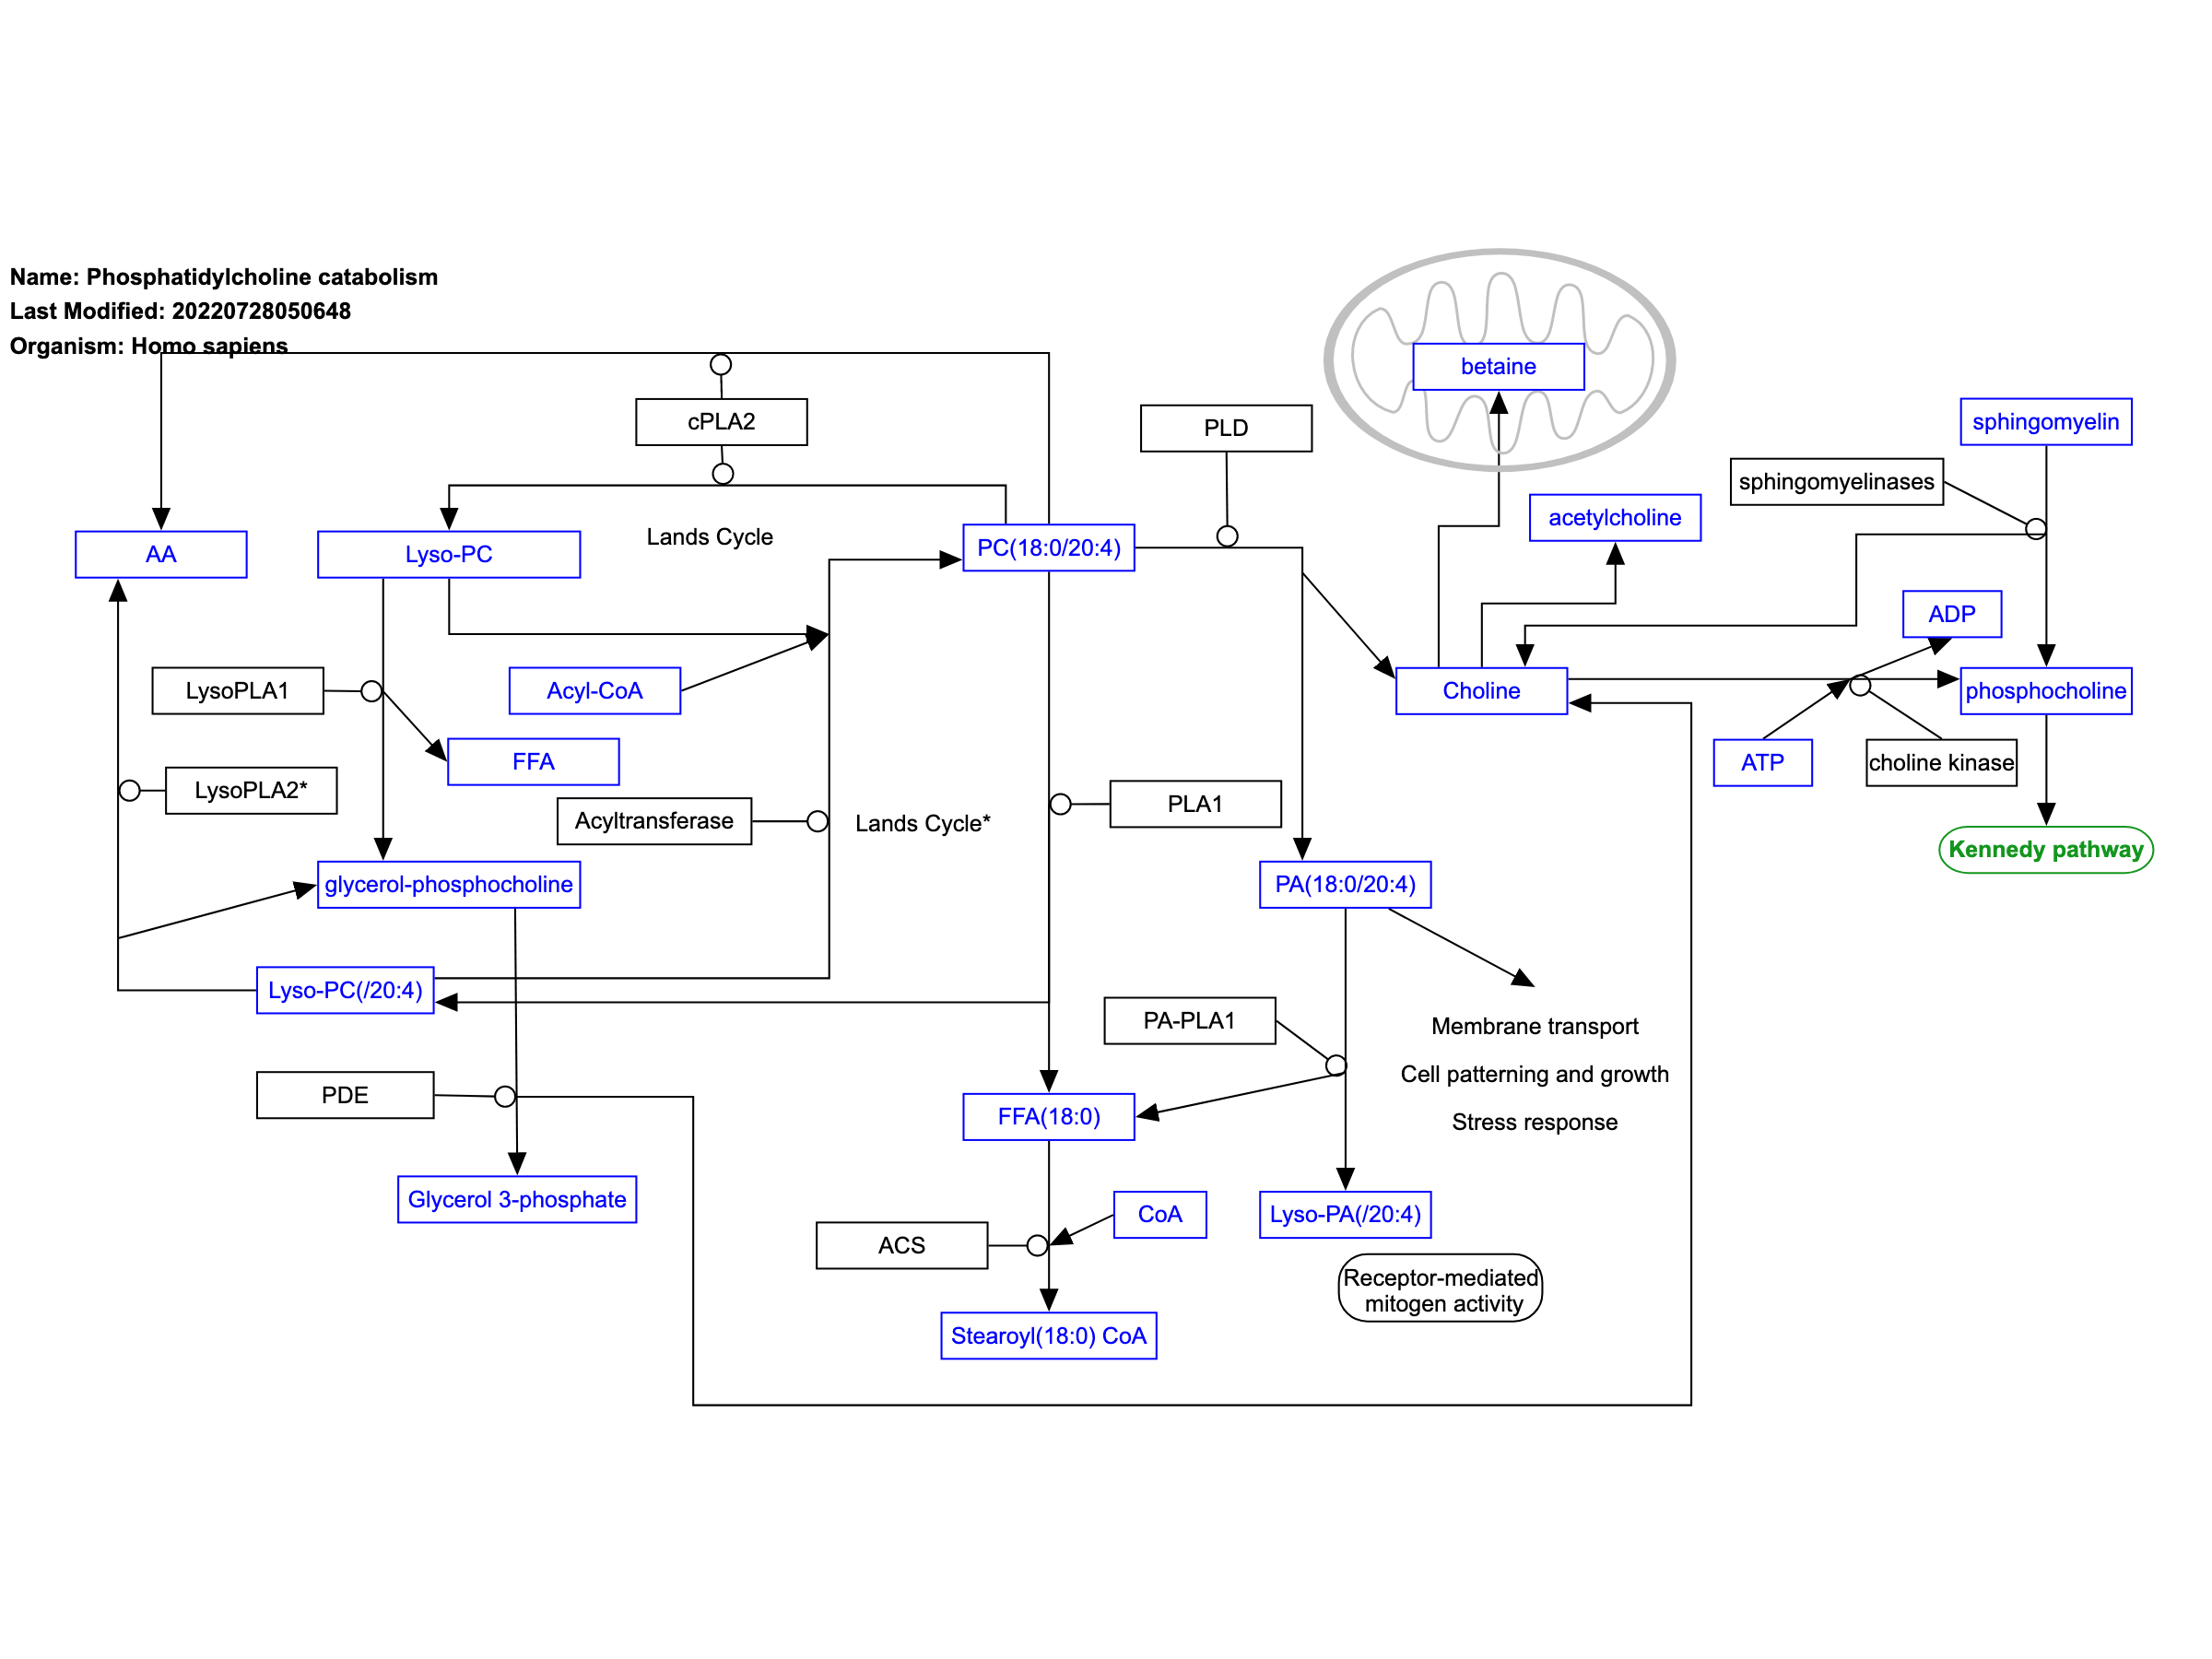 Name: Phosphatidylcholine catabolism
Last Modified: 20220728050648
Organism: Homo sapiens
betaine
cPLA2
PLD
sphingomyelin
sphingomyelinases
acetylcholine
Lands Cycle
AA
Lyso-PC
PC(18:0/20:4)
ADP
LysoPLA1
Acyl-CoA
Choline
phosphocholine
FFA
ATP
choline kinase
LysoPLA2*
Acyltransferase
Lands Cycle*
PLA1
Kennedy pathway
glycerol-phosphocholine
PA(18:0/20:4)
Lyso-PC(/20:4)
PA-PLA1
Membrane transport
Cell patterning and growth
Stress response
PDE
FFA(18:0)
Glycerol 3-phosphate
CoA
Lyso-PA(/20:4)
ACS
Receptor-mediated
mitogen activity
Stearoyl(18:0) CoA